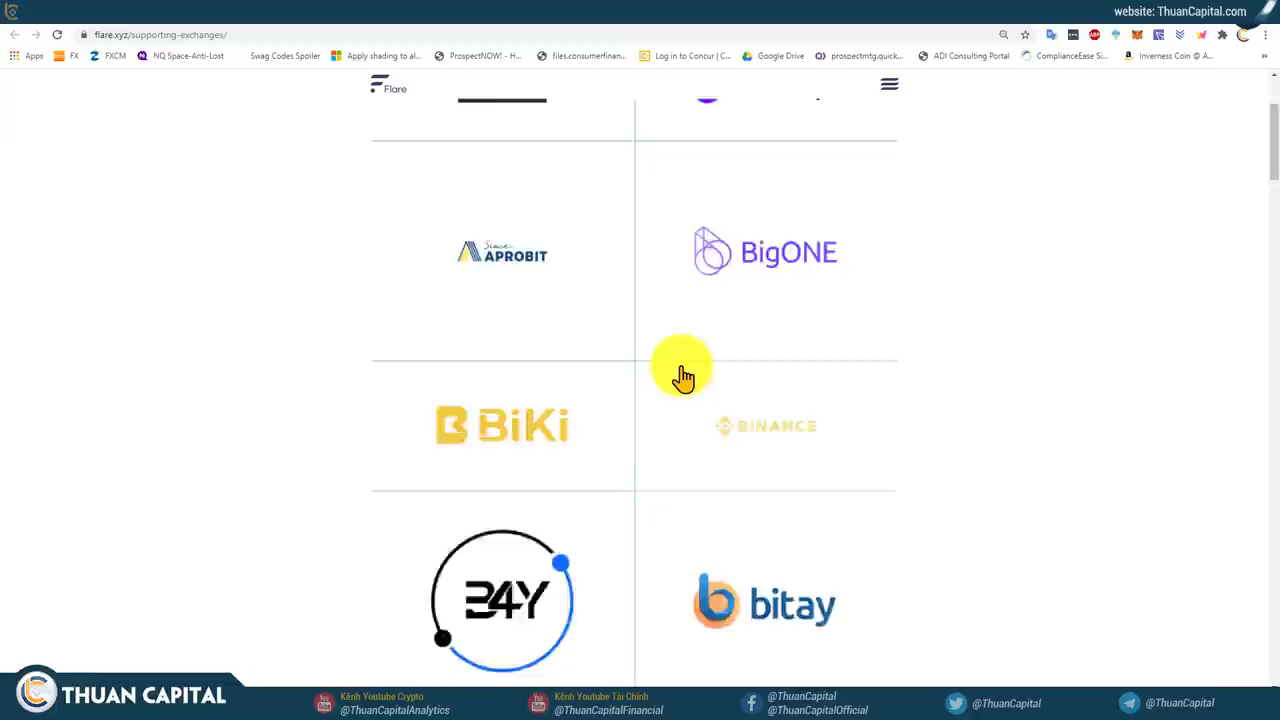 website: ThuanCapital.com
flare.xyz/supporting-exchanges/
Apps FX FXCM NQ Space-Anti-Lost Swag Codes Spoiler Apply shading to al... ProspectNOW! - H... files.consumerfinan... Log in to Concur | C... Google Drive prospectmtg.quick... ADI Consulting Portal ComplianceEase Si... Inverness Coin @ A... »
Flare
Since APROBIT
BigONE
BiKi
BINANCE
B4Y
bitay
THUAN CAPITAL
Kênh Youtube Crypto
@ThuanCapitalAnalytics
Kênh Youtube Tài Chính
@ThuanCapitalFinancial
@ThuanCapital
@ThuanCapitalOfficial
@ThuanCapital
@ThuanCapital